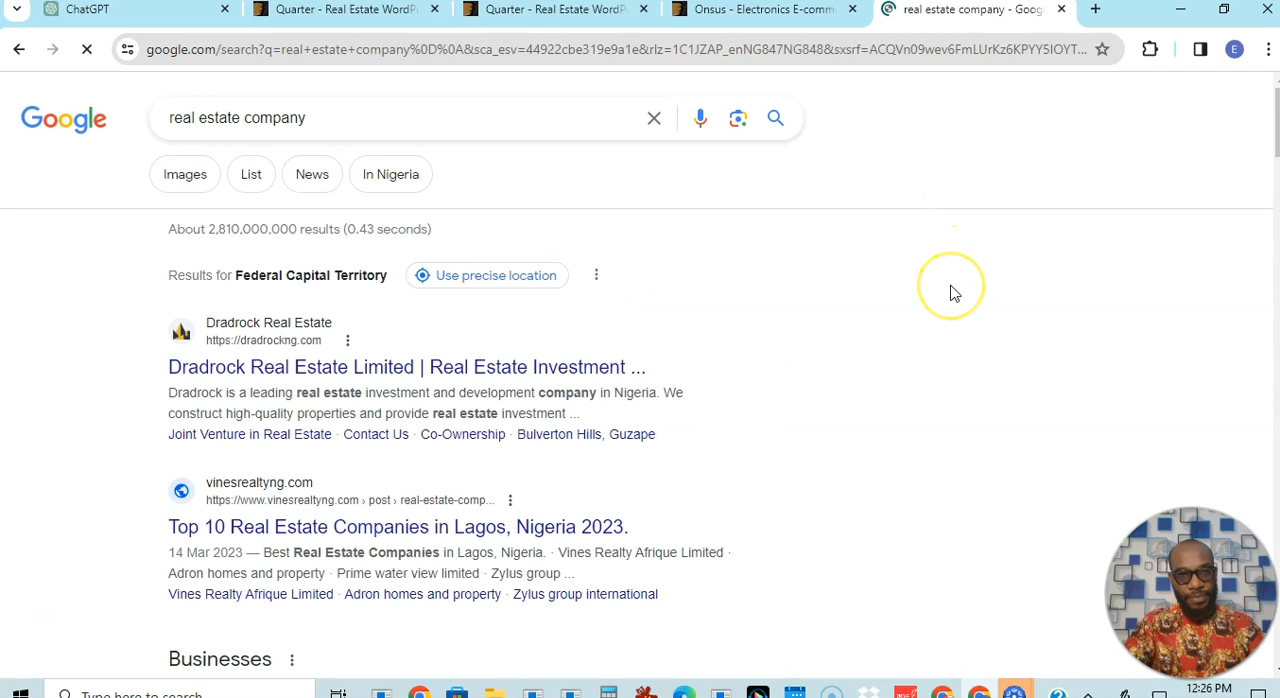 ChatGPT
Quarter - Real Estate WordP
Quarter - Real Estate WordP
Onsus - Electronics E-comm
real estate company - Goog
google.com/search?q=real+estate+company%0D%0A&sca_esv=44922cbe319e9a1e&rlz=1C1JZAP_enNG847NG848&sxsrf=ACQVn09wev6FmLUrKz6KPYY5IOYT...
E
Google
real estate company
Images
List
News
In Nigeria
About 2,810,000,000 results (0.43 seconds)
Results for Federal Capital Territory
Use precise location
Dradrock Real Estate
https://dradrockng.com
Dradrock Real Estate Limited | Real Estate Investment ...
Dradrock is a leading real estate investment and development company in Nigeria. We
construct high-quality properties and provide real estate investment ...
Joint Venture in Real Estate · Contact Us · Co-Ownership · Bulverton Hills, Guzape
vinesrealtyng.com
https://www.vinesrealtyng.com › post › real-estate-comp...
Top 10 Real Estate Companies in Lagos, Nigeria 2023.
14 Mar 2023 — Best Real Estate Companies in Lagos, Nigeria. · Vines Realty Afrique Limited ·
Adron homes and property · Prime water view limited · Zylus group ...
Vines Realty Afrique Limited · Adron homes and property · Zylus group international
Businesses
Type here to search
12:26 PM